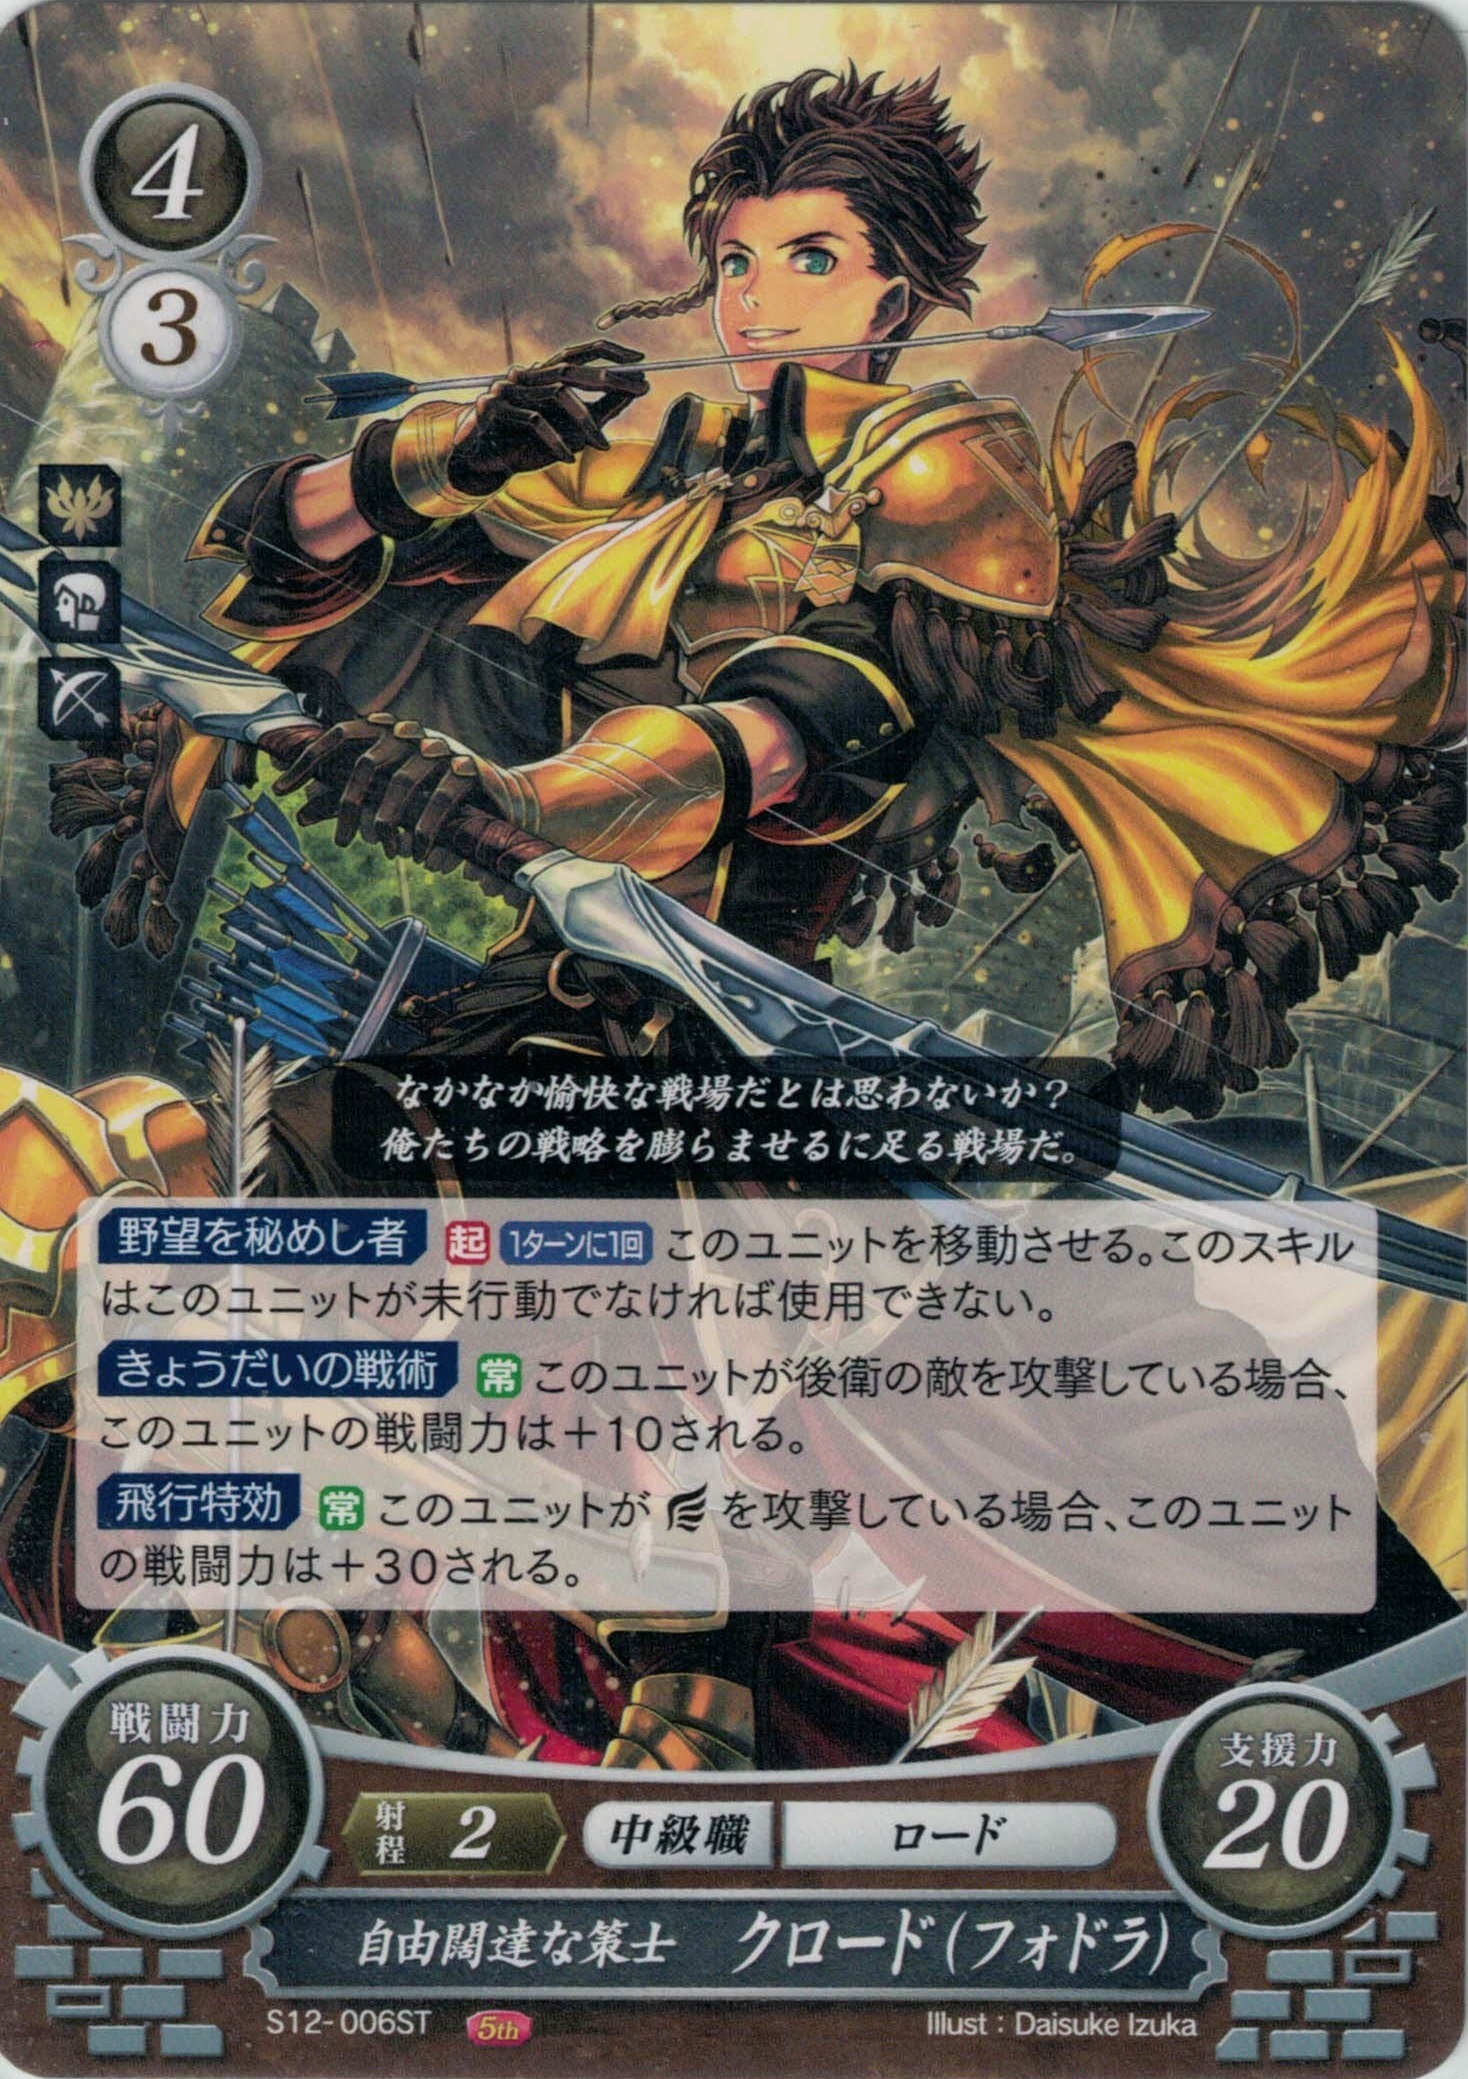 4
3
なかなか愉快な戦場だとは思わないか?
俺たちの戦略を膨らませるに足る戦場だ。
野望を秘めし者 起 1ターンに1回 このユニットを移動させる。このスキル
はこのユニットが未行動でなければ使用できない。
きょうだいの戦術 常 このユニットが後衛の敵を攻撃している場合、
このユニットの戦闘力は+10される。
飛行特効 常 このユニットが を攻撃している場合、このユニット
の戦闘力は+30される。
戦闘力
60
射程 2
中級職 ロード
支援力
20
自由闊達な策士 クロード(フォドラ)
S12-006ST 5th Illust : Daisuke Izuka